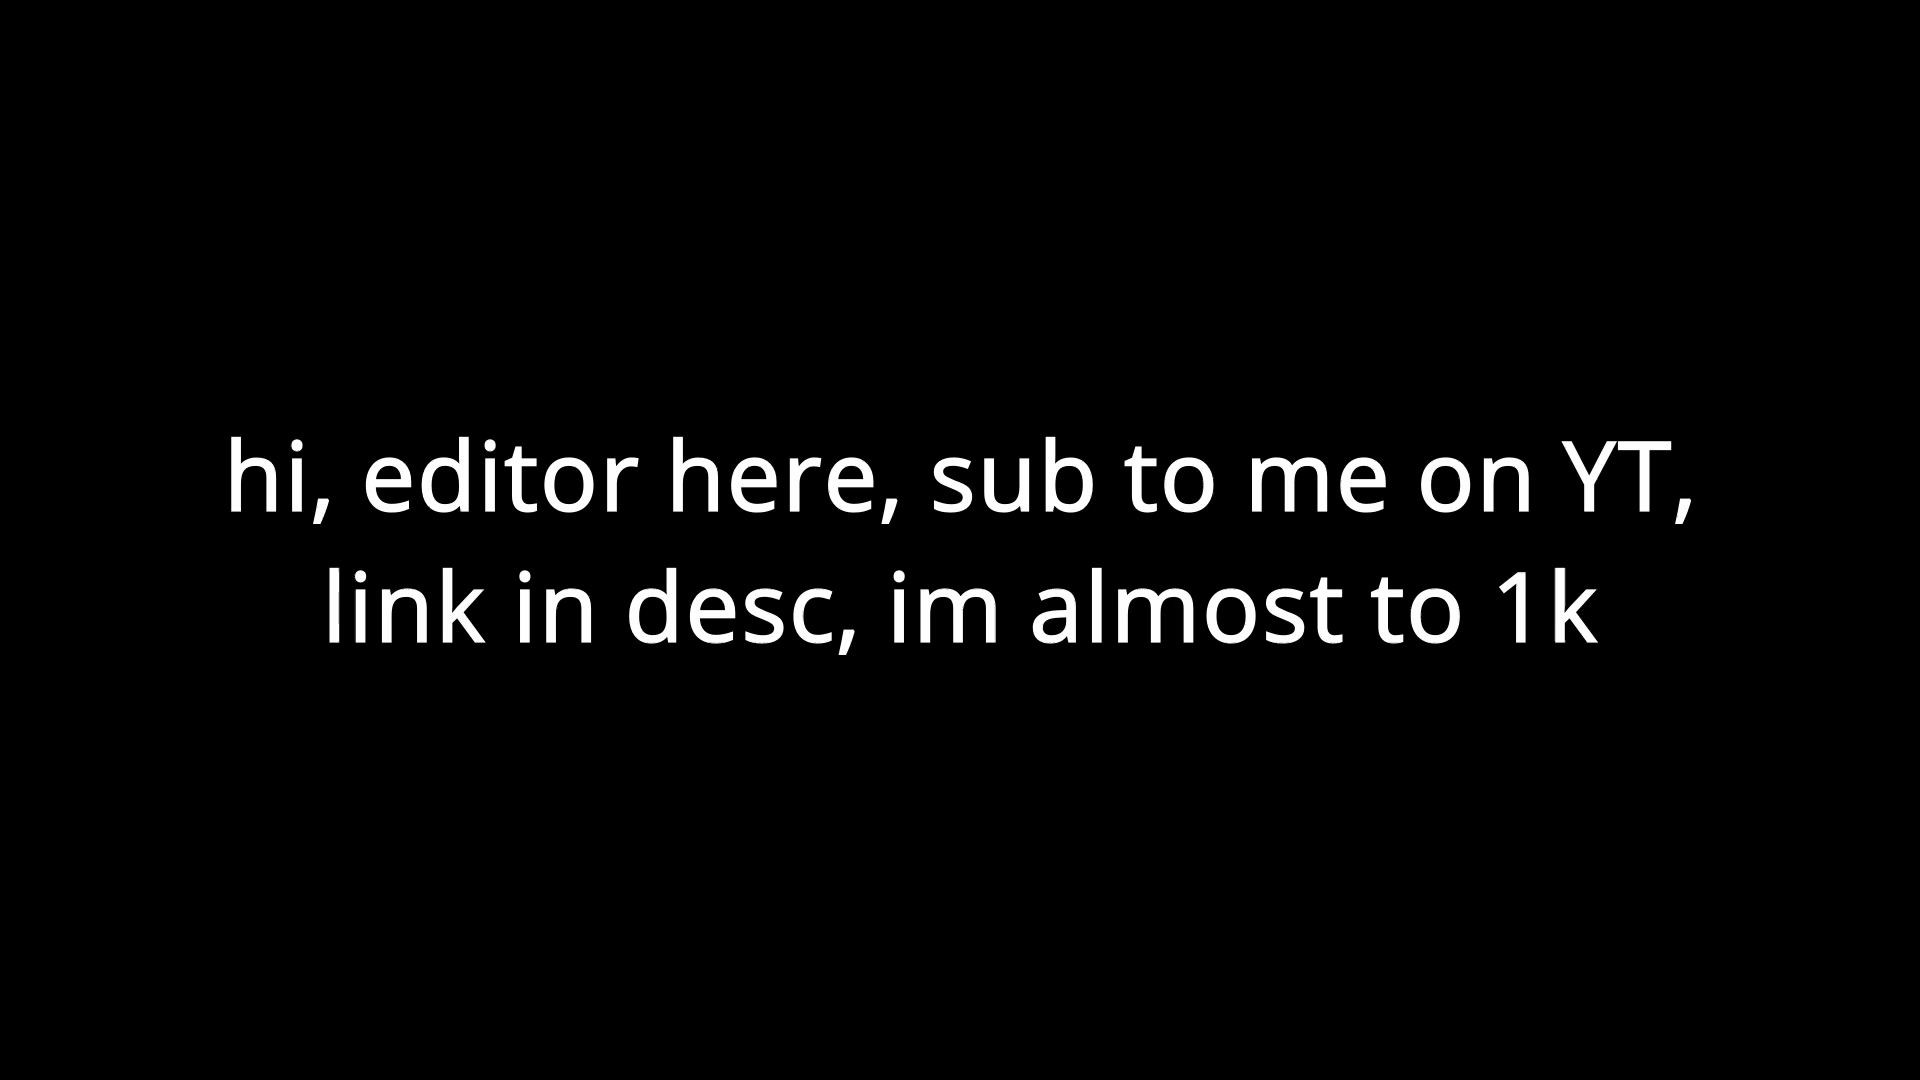 hi, editor here, sub to me on YT,
link in desc, im almost to 1k